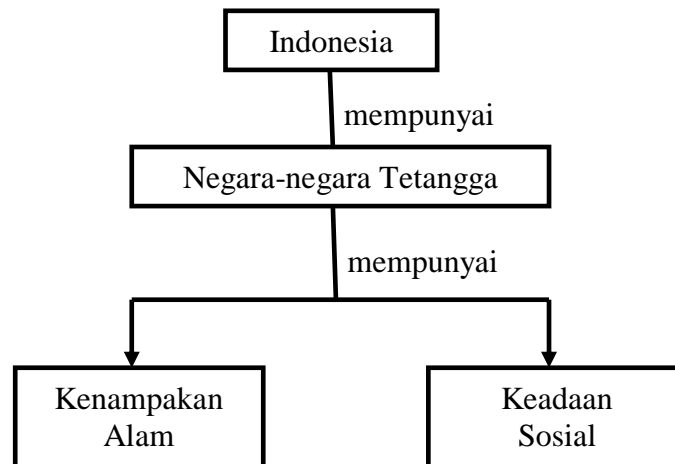 Indonesia
mempunyai
Negara-negara Tetangga
mempunyai
Kenampakan
Alam
Keadaan
Sosial